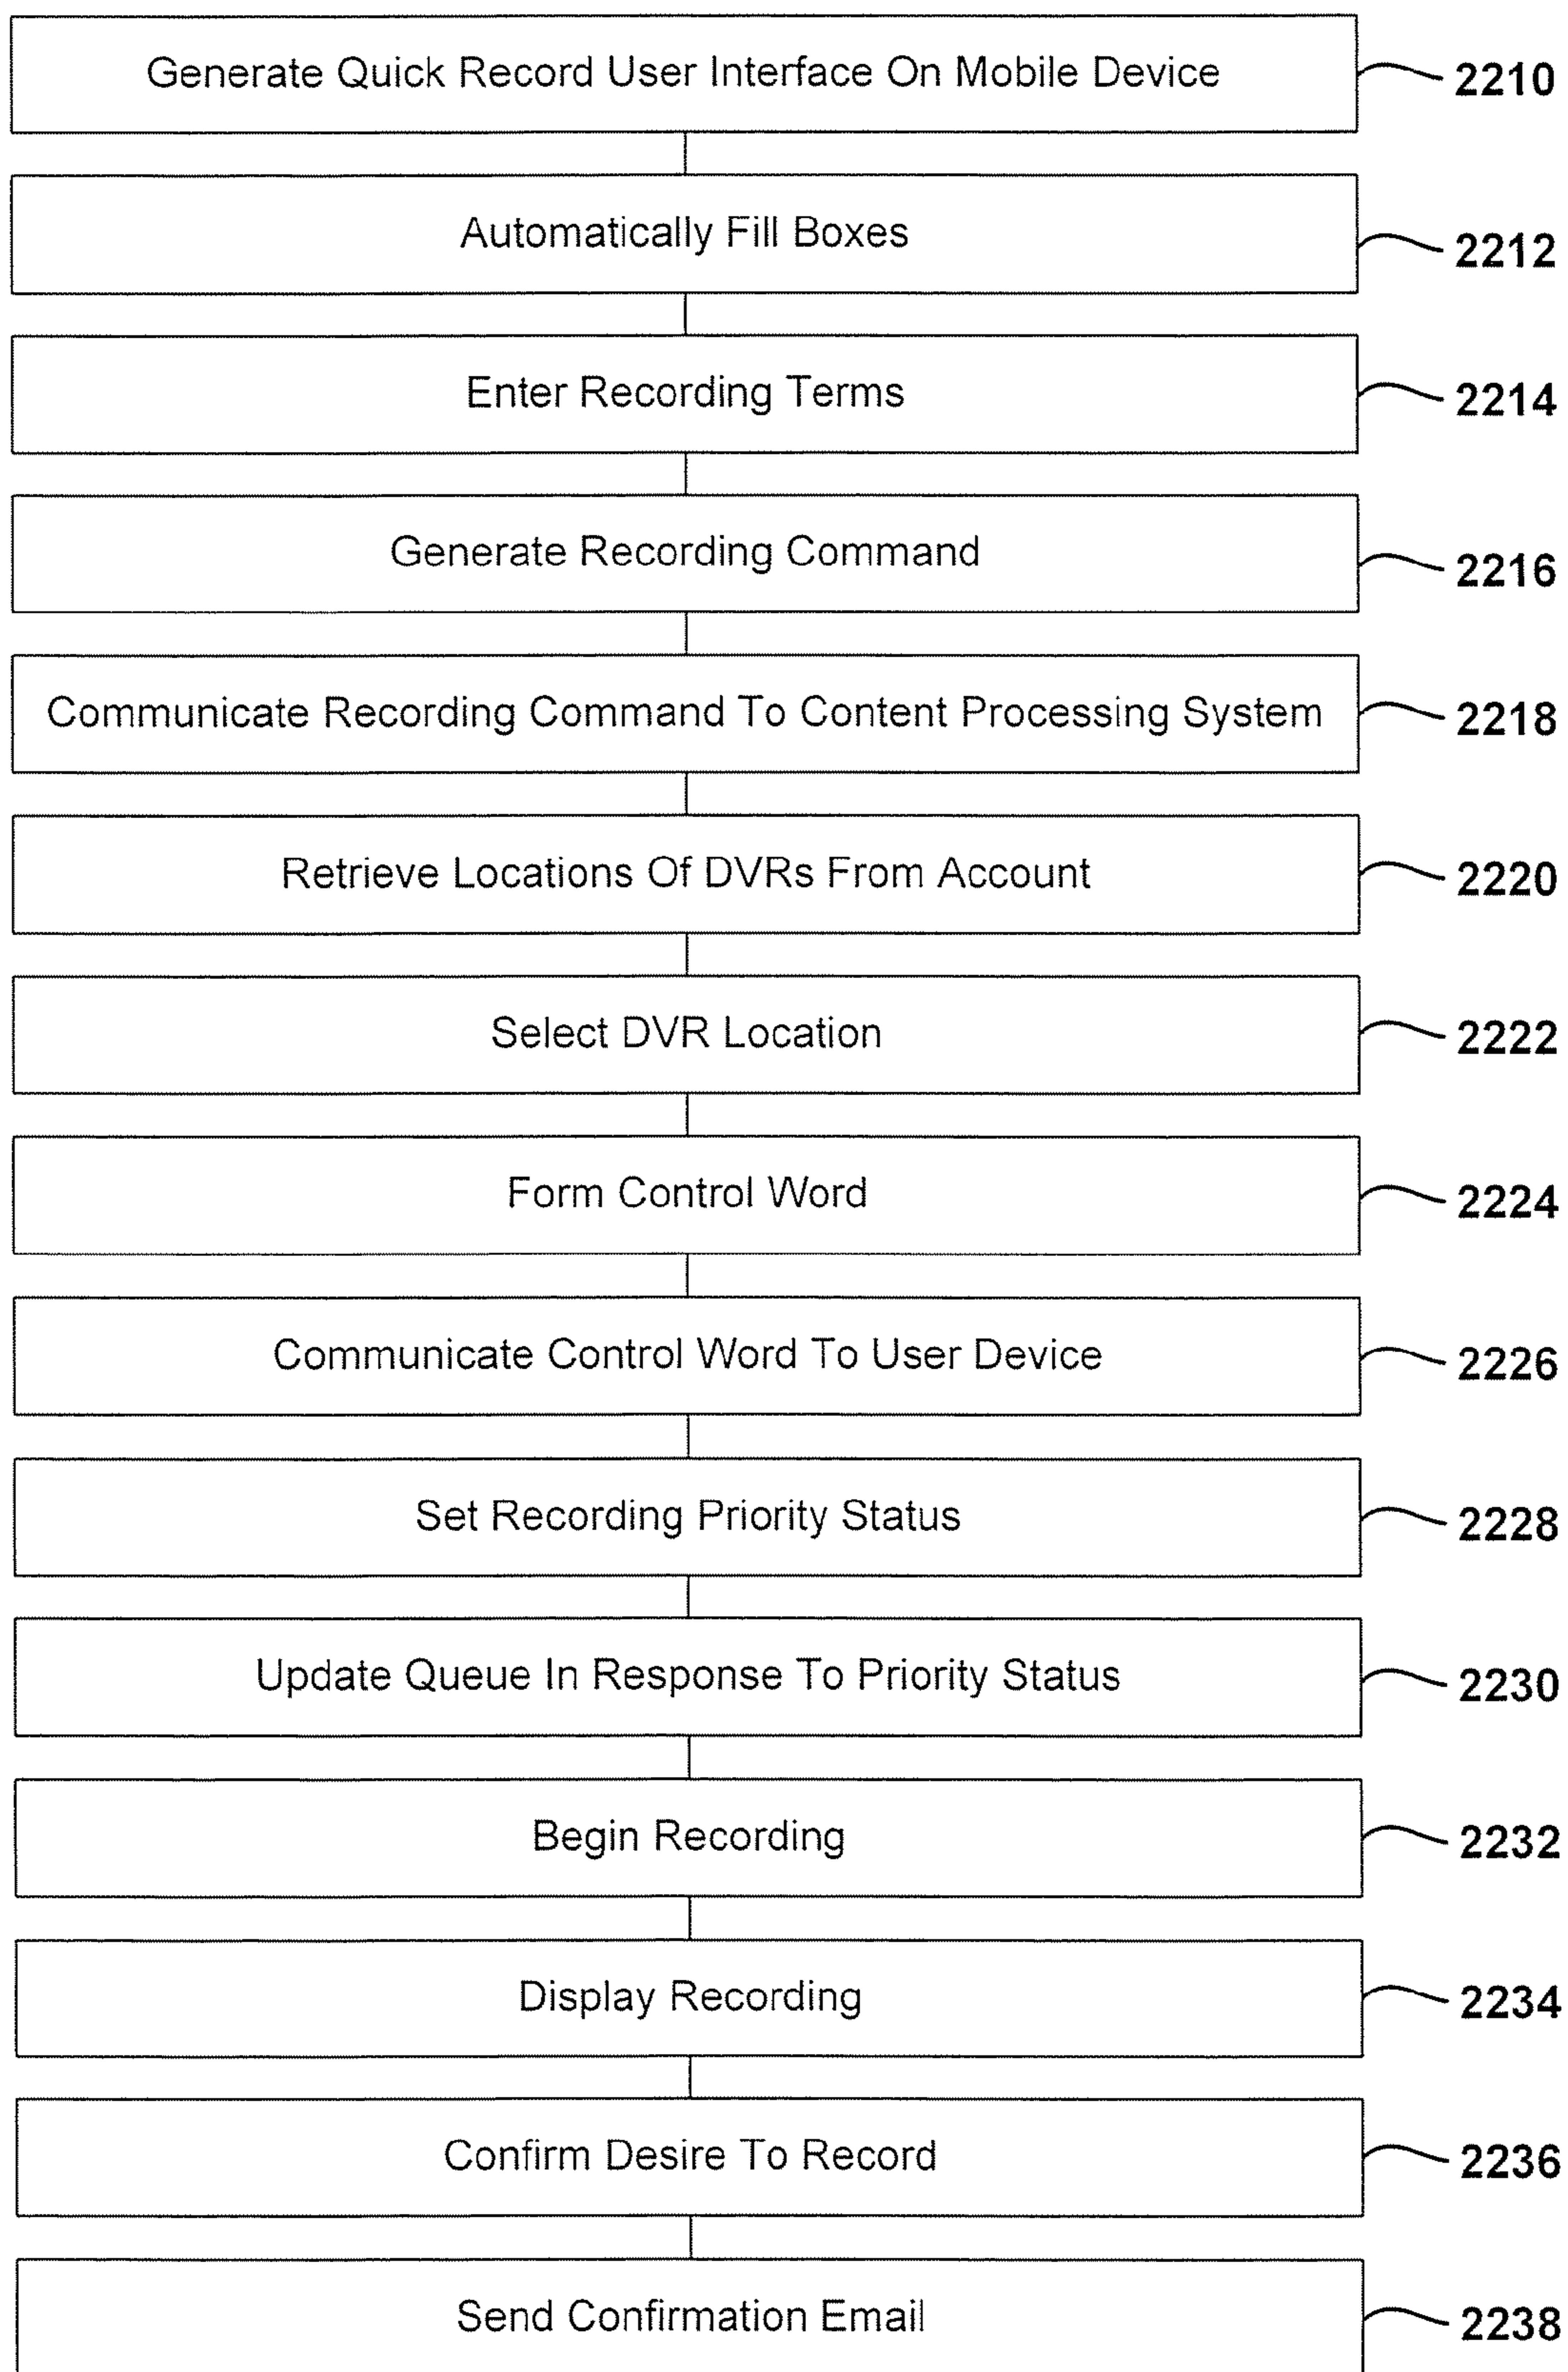 Generate Quick Record User Interface On Mobile Device 2210
Automatically Fill Boxes 2212
Enter Recording Terms 2214
Generate Recording Command 2216
Communicate Recording Command To Content Processing System 2218
Retrieve Locations Of DVRs From Account 2220
Select DVR Location 2222
Form Control Word 2224
Communicate Control Word To User Device 2226
Set Recording Priority Status 2228
Update Queue In Response To Priority Status 2230
Begin Recording 2232
Display Recording 2234
Confirm Desire To Record 2236
Send Confirmation Email 2238